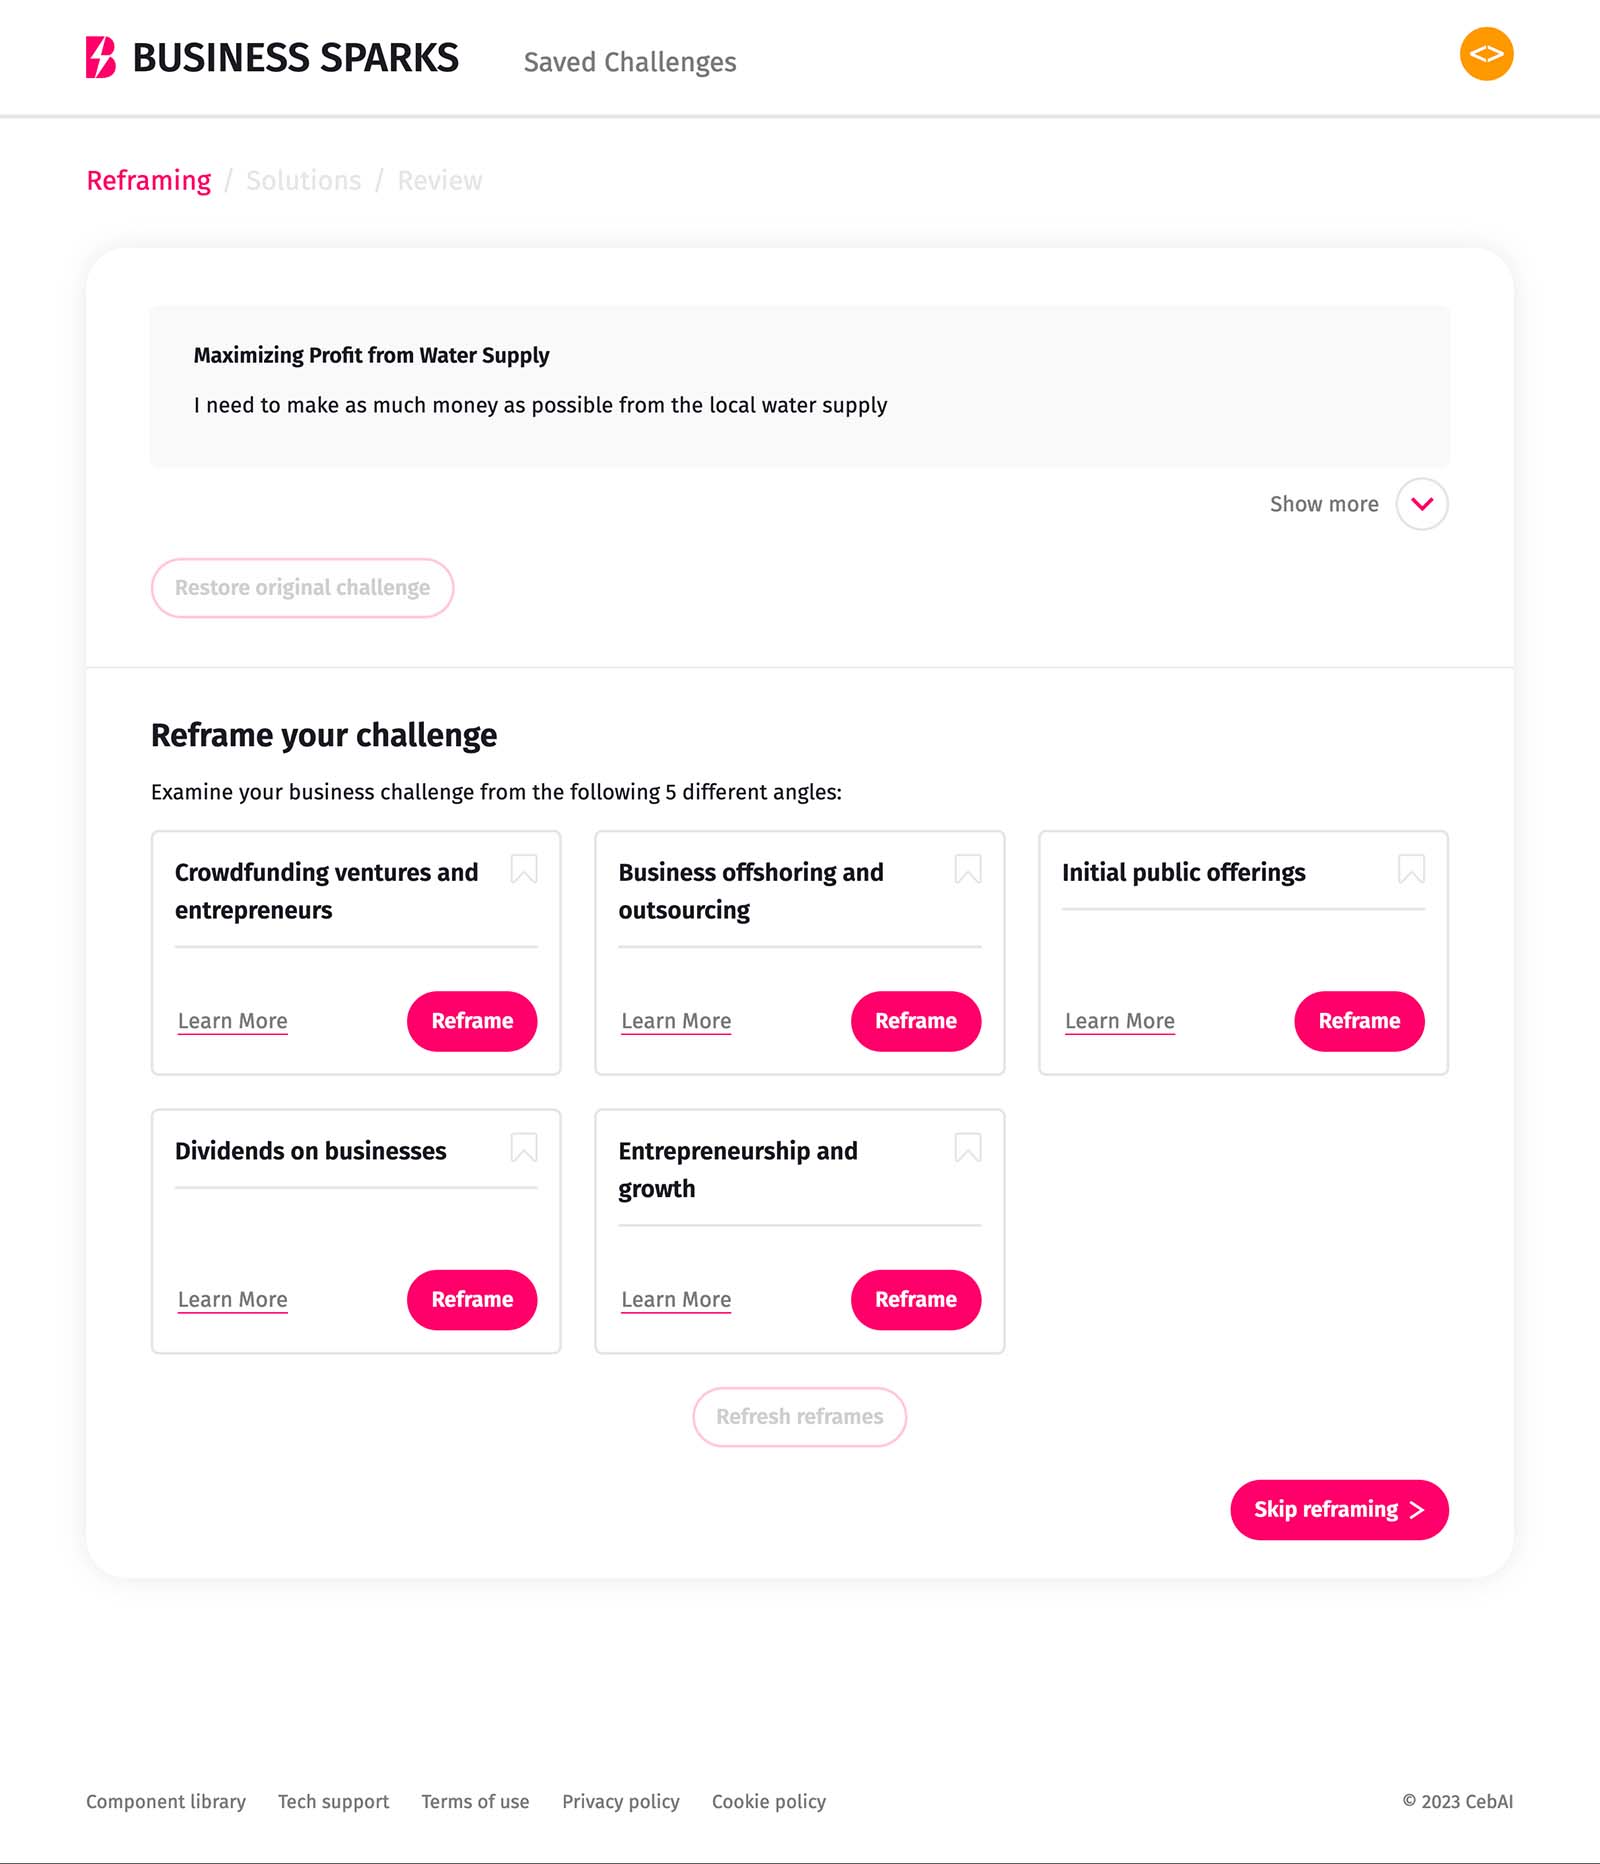 BUSINESS SPARKS
Saved Challenges
<>
Reframing / Solutions / Review
Maximizing Profit from Water Supply
I need to make as much money as possible from the local water supply
Show more
Restore original challenge
Reframe your challenge
Examine your business challenge from the following 5 different angles:
Crowdfunding ventures and
entrepreneurs
Learn More
Reframe
Business offshoring and
outsourcing
Learn More
Reframe
Initial public offerings
Learn More
Reframe
Dividends on businesses
Learn More
Reframe
Entrepreneurship and
growth
Learn More
Reframe
Refresh reframes
Skip reframing >
Component library
Tech support
Terms of use
Privacy policy
Cookie policy
© 2023 CebAI